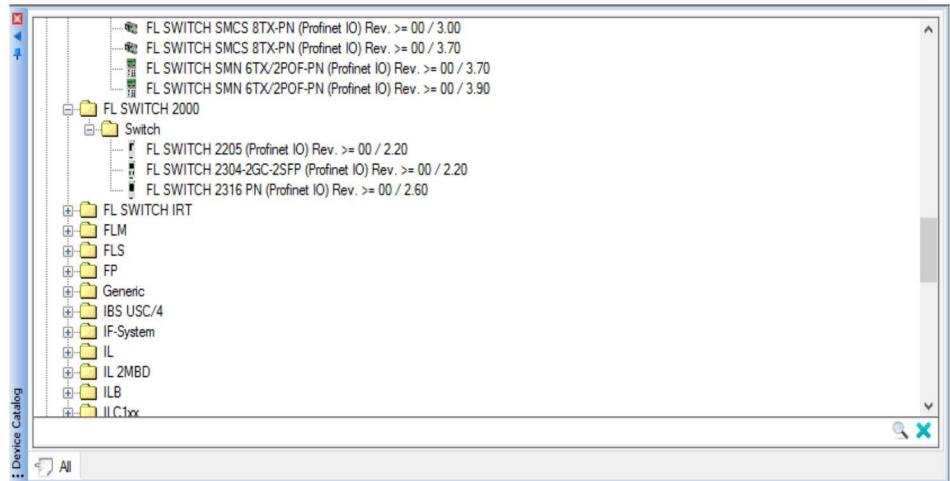 FL SWITCH SMCS 8TX-PN (Profinet IO) Rev. >= 00 / 3.00
FL SWITCH SMCS 8TX-PN (Profinet IO) Rev. >= 00 / 3.70
FL SWITCH SMN 6TX/2POF-PN (Profinet IO) Rev. >= 00 / 3.70
FL SWITCH SMN 6TX/2POF-PN (Profinet IO) Rev. >= 00 / 3.90
FL SWITCH 2000
Switch
FL SWITCH 2205 (Profinet IO) Rev. >= 00 / 2.20
FL SWITCH 2304-2GC-2SFP (Profinet IO) Rev. >= 00 / 2.20
FL SWITCH 2316 PN (Profinet IO) Rev. >= 00 / 2.60
FL SWITCH IRT
FLM
FLS
FP
Generic
IBS USC/4
IF-System
IL
IL 2MBD
ILB
ILC1xx
Device Catalog
All